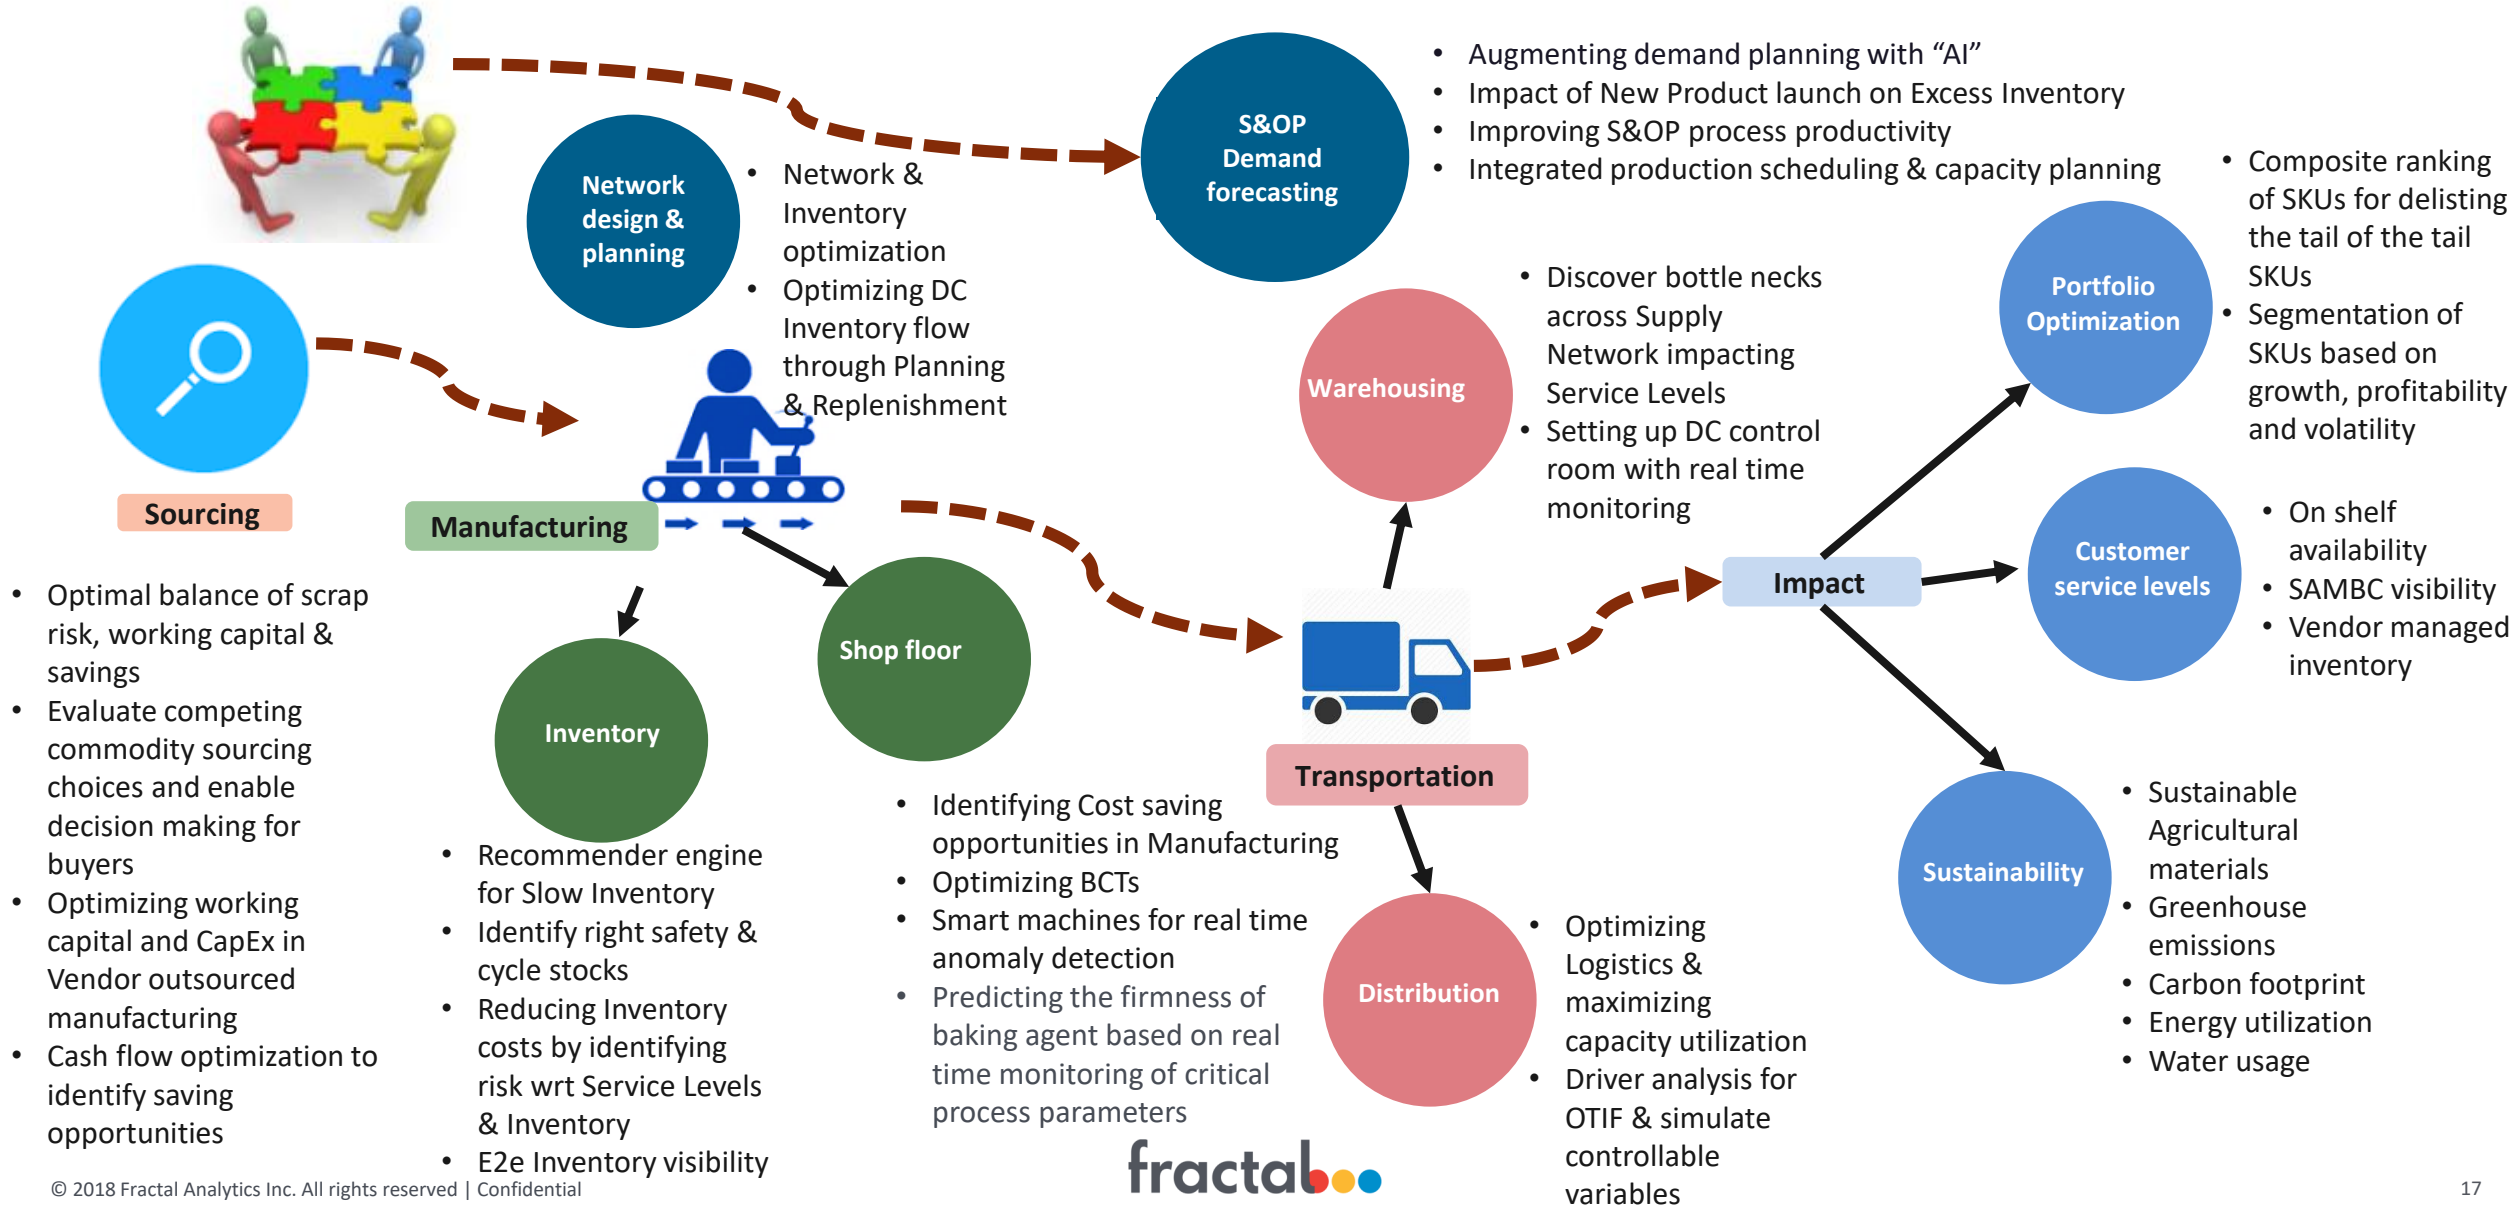 S&OP
Demand
forecasting
• Augmenting demand planning with “AI”
• Impact of New Product launch on Excess Inventory
• Improving S&OP process productivity
• Integrated production scheduling & capacity planning
Network
design &
planning
• Network &
Inventory
optimization
• Optimizing DC
Inventory flow
through Planning
& Replenishment
Portfolio
Optimization
• Composite ranking
of SKUs for delisting
the tail of the tail
SKUs
• Segmentation of
SKUs based on
growth, profitability
and volatility
Warehousing
• Discover bottle necks
across Supply
Network impacting
Service Levels
• Setting up DC control
room with real time
monitoring
Sourcing
• Optimal balance of scrap
risk, working capital &
savings
• Evaluate competing
commodity sourcing
choices and enable
decision making for
buyers
• Optimizing working
capital and CapEx in
Vendor outsourced
manufacturing
• Cash flow optimization to
identify saving
opportunities
Manufacturing
Inventory
• Recommender engine
for Slow Inventory
• Identify right safety &
cycle stocks
• Reducing Inventory
costs by identifying
risk wrt Service Levels
& Inventory
• E2e Inventory visibility
Shop floor
• Identifying Cost saving
opportunities in Manufacturing
• Optimizing BCTs
• Smart machines for real time
anomaly detection
• Predicting the firmness of
baking agent based on real
time monitoring of critical
process parameters
Transportation
Distribution
• Optimizing
Logistics &
maximizing
capacity utilization
• Driver analysis for
OTIF & simulate
controllable
variables
Impact
Customer
service levels
• On shelf
availability
• SAMBC visibility
• Vendor managed
inventory
Sustainability
• Sustainable
Agricultural
materials
• Greenhouse
emissions
• Carbon footprint
• Energy utilization
• Water usage
© 2018 Fractal Analytics Inc. All rights reserved | Confidential
fractal
17